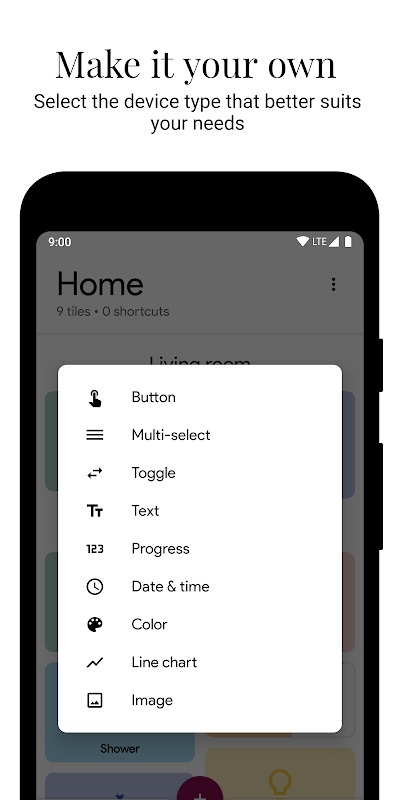 Make it your own
Select the device type that better suits
your needs
9:00
LTE
Home
9 tiles • 0 shortcuts
Living room
Button
Multi-select
Toggle
Text
123
Progress
Date & time
Color
Line chart
Image
Shower